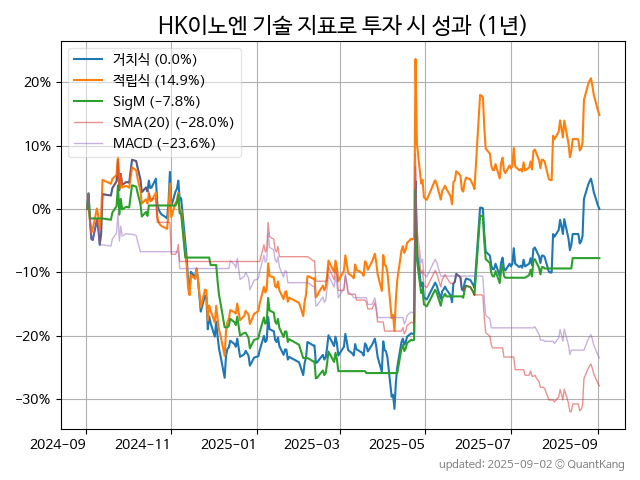 HK이노엔 기술 지표로 투자 시 성과 (1년)
거치식 (0.0%)
적립식 (14.9%)
SigM (−7.8%)
SMA(20) (−28.0%)
MACD (−23.6%)
20%
10%
0%
−10%
−20%
−30%
2024-09 2024-11 2025-01 2025-03 2025-05 2025-07 2025-09
updated: 2025-09-02 © QuantKang